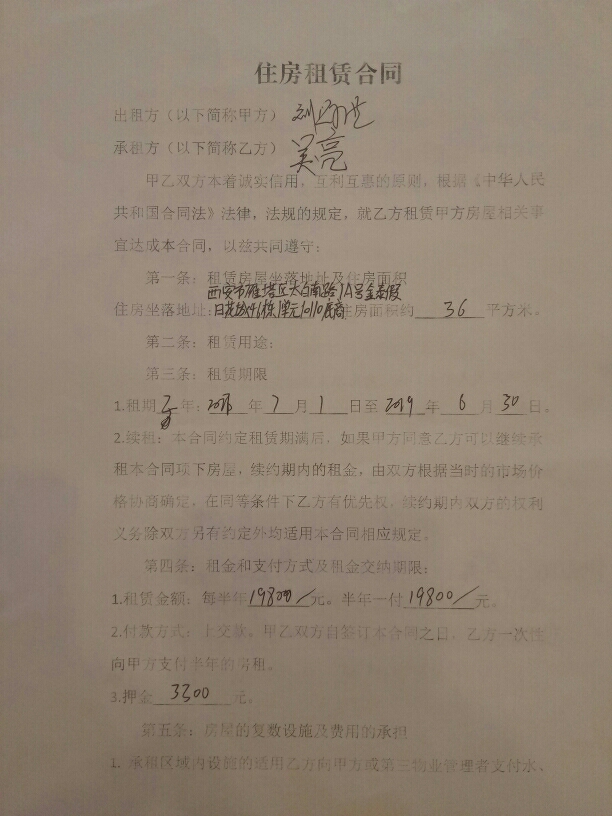 住房租赁合同
出租方（以下简称甲方）
承租方（以下简称乙方）吴亮
甲乙双方本着诚实信用，互利互惠的原则，根据《中华人民
共和国合同法》法律，法规的规定，就乙方租赁甲方房屋相关事
宜达成本合同，以兹共同遵守：
第一条：租赁房屋坐落地址及住房面积
西安市雁塔区大白南路1A号金泰假
住房坐落地址：日花城 1栋1单元 住房面积约 36 平方米。
第二条：租赁用途：
第三条：租赁期限
1.租期 年： 年 7 月 1 日至 2019 年 6 月 30 日。
2.续租：本合同约定租赁期满后，如果甲方同意乙方可以继续承
租本合同项下房屋，续约期内的租金，由双方根据当时的市场价
格协商确定，在同等条件下乙方有优先权，续约期内双方的权利
义务除双方另有约定外均适用本合同相应规定。
第四条：租金和支付方式及租金交纳期限：
1.租赁金额：每半年19800/元。半年一付19800/元。
2.付款方式：上交款。甲乙双方自签订本合同之日，乙方一次性
向甲方支付半年的房租。
3.押金 3300 元。
第五条：房屋的复数设施及费用的承担
1. 承租区域内设施的适用乙方向甲方或第三物业管理者支付水、